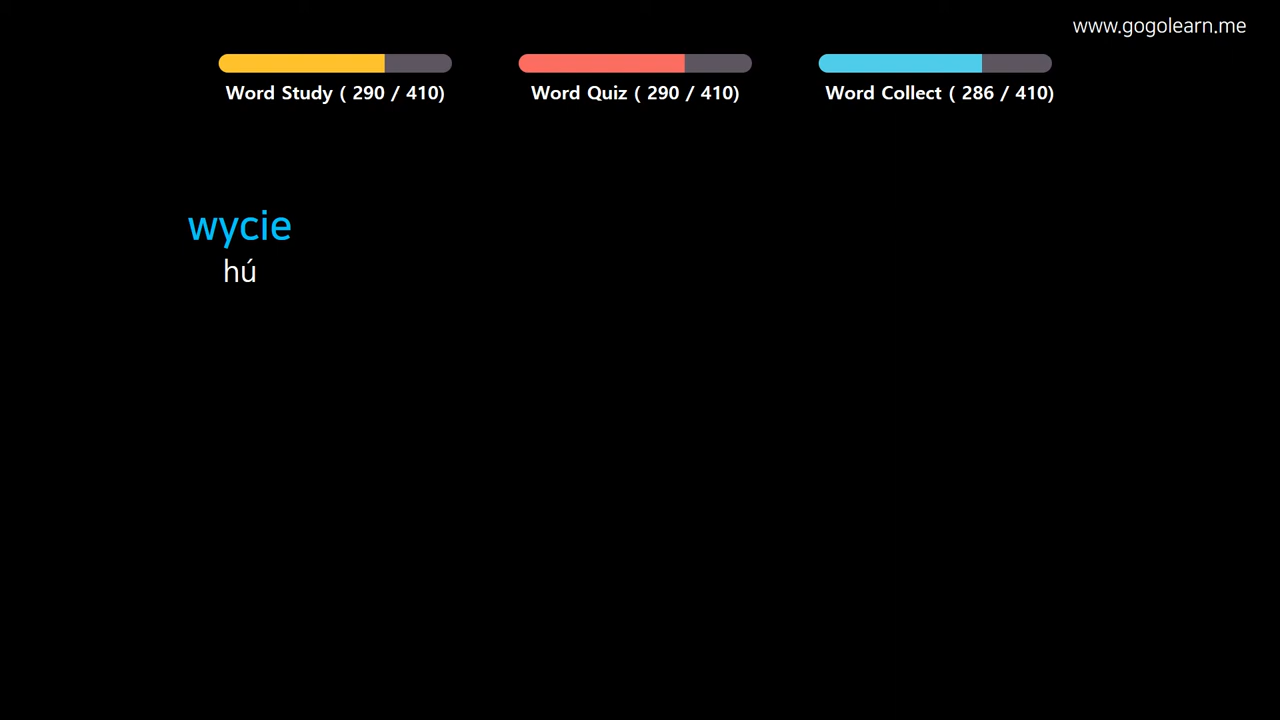 www.gogolearn.me
Word Study ( 290 / 410)
Word Quiz ( 290 / 410)
Word Collect ( 286 / 410)
wycie
hú